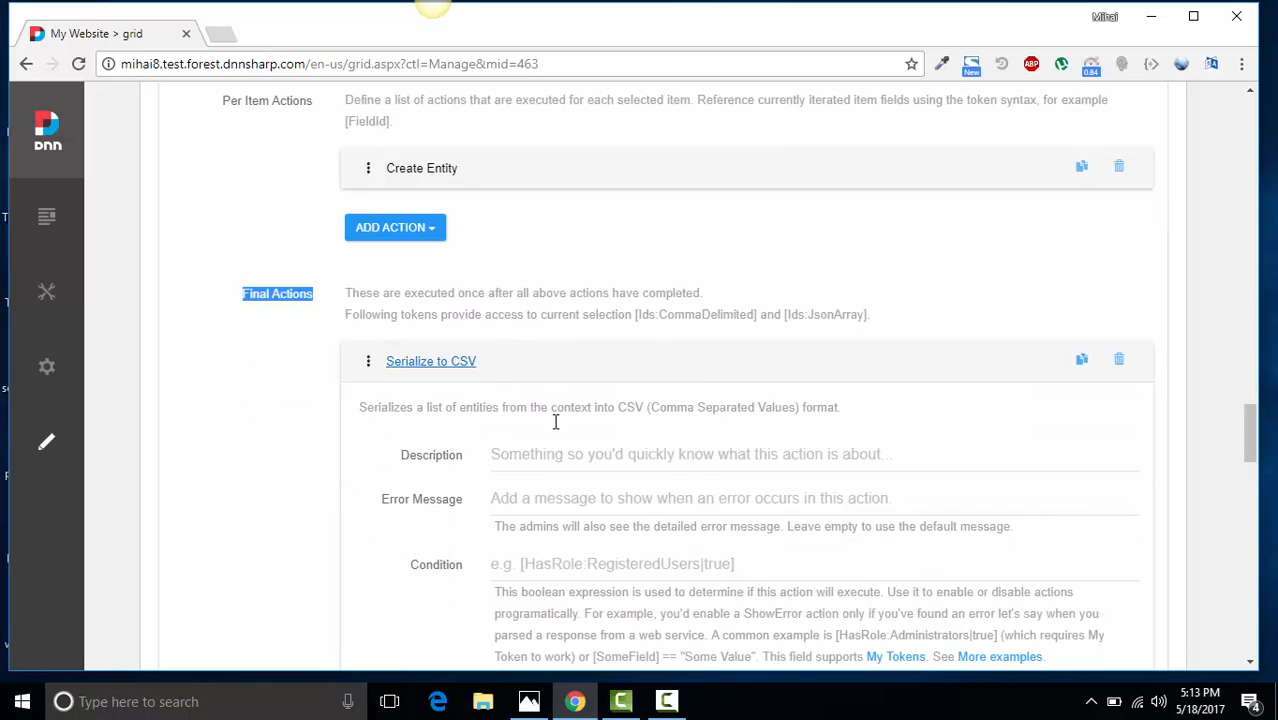 Mihai
My Website > grid
mihai8.test.forest.dnnsharp.com/en-us/grid.aspx?ctl=Manage&mid=463
New
ABP
0.84
Dnn
Per Item Actions
Define a list of actions that are executed for each selected item. Reference currently iterated item fields using the token syntax, for example
[FieldId].
Create Entity
ADD ACTION
Final Actions
These are executed once after all above actions have completed.
Following tokens provide access to current selection [Ids:CommaDelimited] and [Ids:JsonArray].
Serialize to CSV
Serializes a list of entities from the context into CSV (Comma Separated Values) format.
Description
Something so you'd quickly know what this action is about...
Error Message
Add a message to show when an error occurs in this action.
The admins will also see the detailed error message. Leave empty to use the default message.
Condition
e.g. [HasRole:RegisteredUsers|true]
This boolean expression is used to determine if this action will execute. Use it to enable or disable actions
programatically. For example, you'd enable a ShowError action only if you've found an error let's say when you
parsed a response from a web service. A common example is [HasRole:Administrators|true] (which requires My
Token to work) or [SomeField] == "Some Value". This field supports My Tokens. See More examples.
Type here to search
5:13 PM
5/18/2017
4